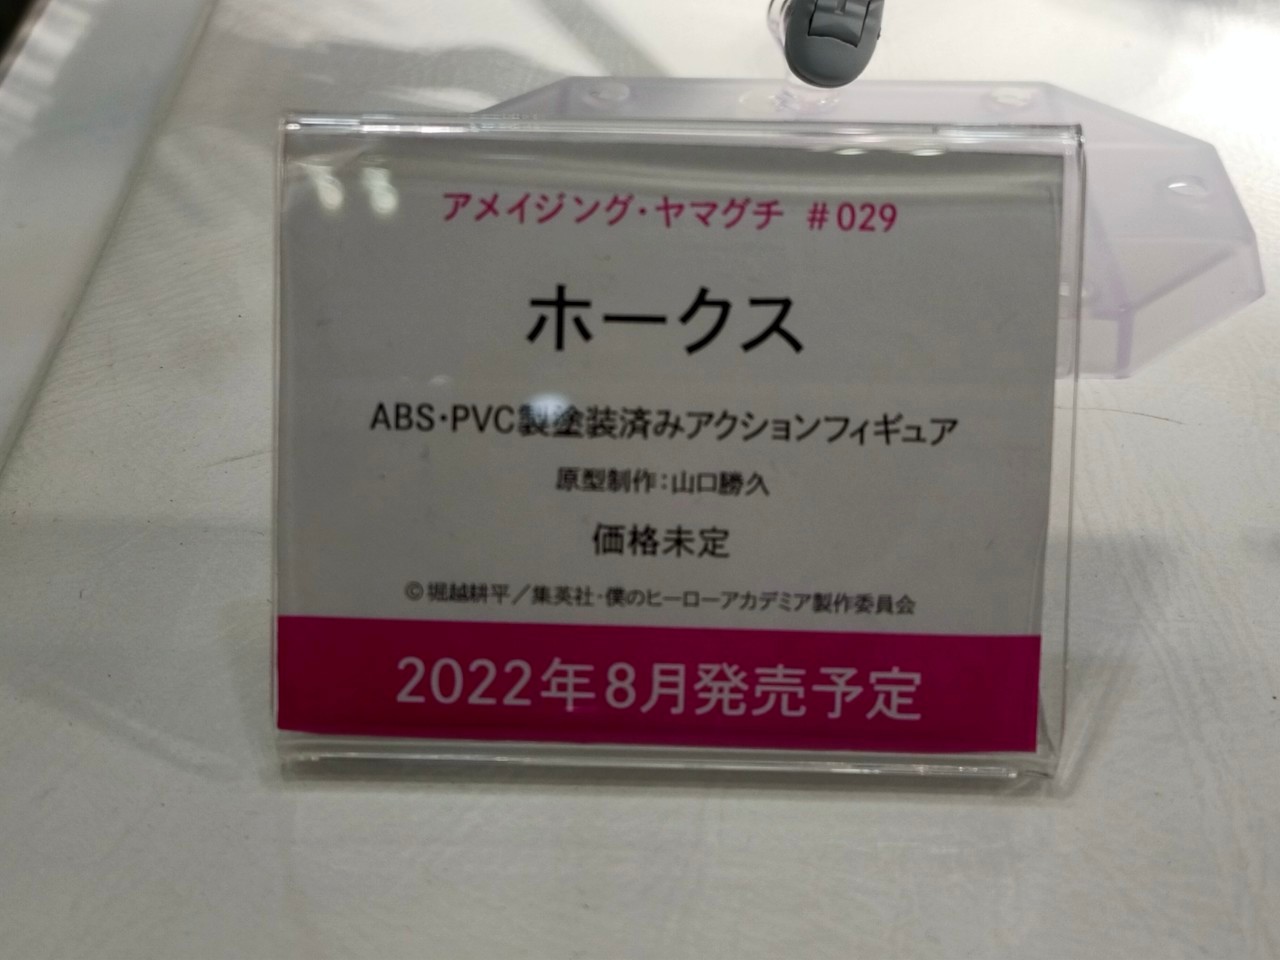 アメイジング・ヤマグチ #029
ホークス
ABS・PVC製塗装済みアクションフィギュア
原型制作：山口勝久
価格未定
©堀越耕平／集英社・僕のヒーローアカデミア製作委員会
2022年8月発売予定